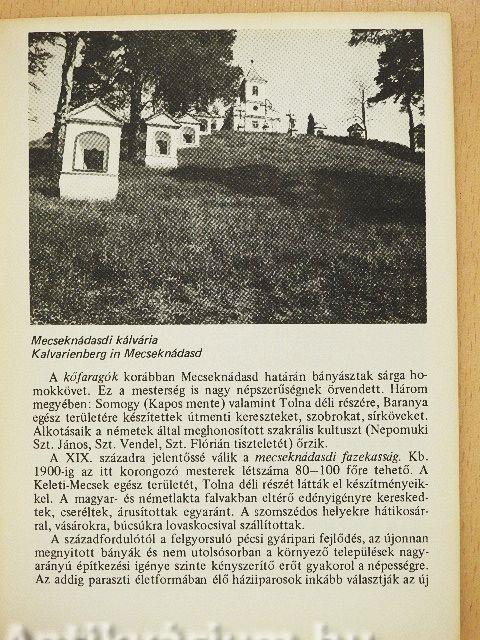 Mecseknádasdi kálvária
Kalvarienberg in Mecseknádasd
A kőfaragók korábban Mecseknádasd határán bányásztak sárga ho-
mokkövet. Ez a mesterség is nagy népszerűségnek örvendett. Három
megyében: Somogy (Kapos mente) valamint Tolna déli részére, Baranya
egész területére készítettek útmenti kereszteket, szobrokat, sírköveket.
Alkotásaik a németek által meghonosított szakrális kultuszt (Nepomuki
Szt. János, Szt. Vendel, Szt. Flórián tiszteletét) őrzik.
A XIX. századra jelentőssé válik a mecseknádasdi fazekasság. Kb.
1900-ig az itt korongozó mesterek létszáma 80—100 főre tehető. A
Keleti-Mecsek egész területét, Tolna déli részét látták el készítményeik-
kel. A magyar- és németlakta falvakban eltérő edényigényre keresked-
tek, cseréltek, árusítottak egyaránt. A szomszédos helyekre hátikosár-
ral, vásárokra, búcsúkra lovaskocsival szállítottak.
A századfordulótól a felgyorsuló pécsi gyáripari fejlődés, az újonnan
megnyitott bányák és nem utolsósorban a környező települések nagy-
arányú építkezési igénye szinte kényszerítő erőt gyakorol a népességre.
Az addig paraszti életformában élő háziiparosok inkább választják az új